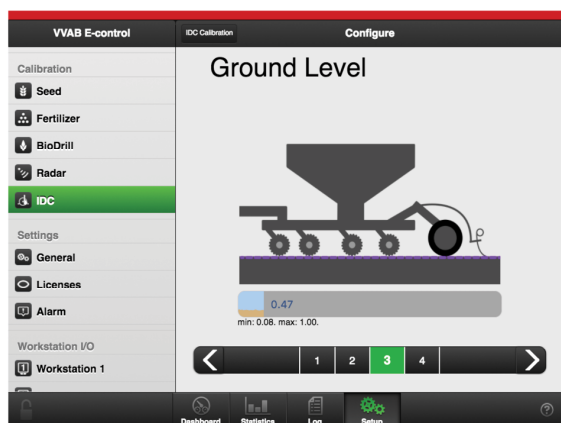 VVAB E-control
IDC Calibration
Configure
Calibration
Seed
Fertilizer
BioDrill
Radar
IDC
Settings
General
Licenses
Alarm
Workstation I/O
Workstation 1
Ground Level
0.47
min: 0.08. max: 1.00.
1 2 3 4
Dashboard Statistics Log Setup
?